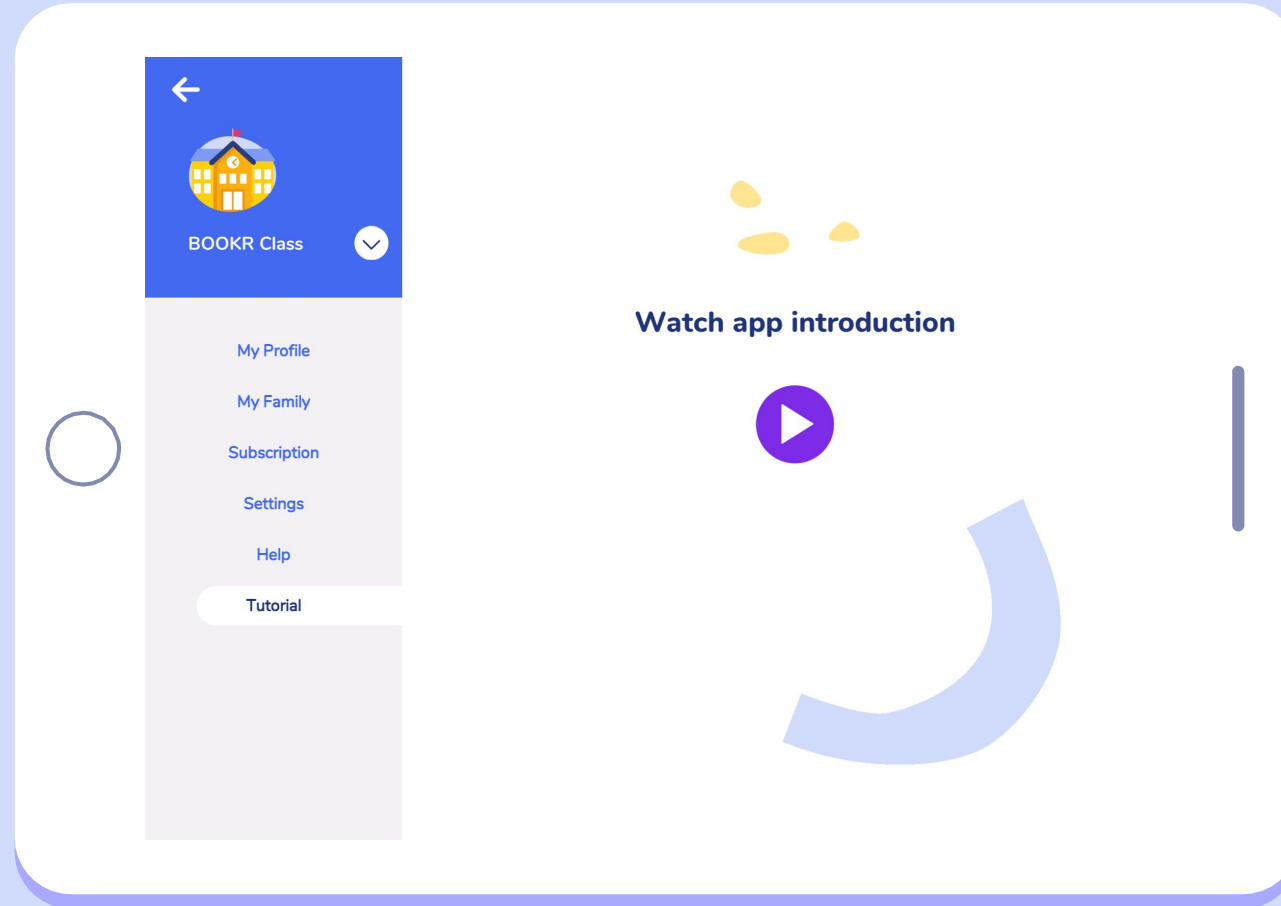 BOOKR Class
My Profile
My Family
Subscription
Settings
Help
Tutorial
Watch app introduction